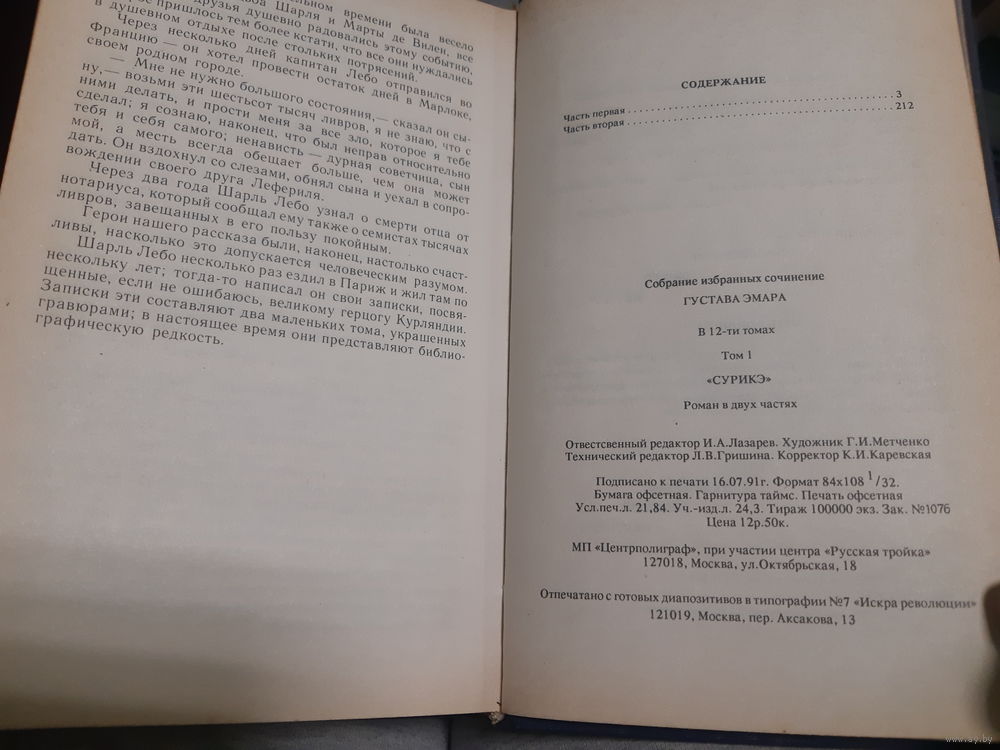 времени была весело
Шарля и Марты де Вилен, все
друзья душевно радовались этому событию,
пришлось тем более кстати, что все они нуждались
в душевном отдыхе после стольких потрясений.
Через несколько дней капитан Лебо отправился во
Францию — он хотел провести остаток дней в Марлоке,
своем родном городе.
— Мне не нужно большого состояния,— сказал он сы-
ну,— возьми эти шестьсот тысяч ливров, я не знаю, что с
ними делать, и прости меня за все зло, которое я тебе
сделал; я сознаю, наконец, что был неправ относительно
тебя и себя самого; ненависть — дурная советчица, сын
мой, а месть всегда обещает больше, чем она может
дать. Он вздохнул со слезами, обнял сына и уехал в сопро-
вождении своего друга Лефериля.
Через два года Шарль Лебо узнал о смерти отца от
нотариуса, который сообщал ему также о семистах тысячах
ливров, завещанных в его пользу покойным.
Герои нашего рассказа были, наконец, настолько счаст-
ливы, насколько это допускается человеческим разумом.
Шарль Лебо несколько раз ездил в Париж и жил там по
нескольку лет; тогда-то написал он свои записки, посвя-
щенные, если не ошибаюсь, великому герцогу Курляндии.
Записки эти составляют два маленьких тома, украшенных
гравюрами; в настоящее время они представляют библио-
графическую редкость.
СОДЕРЖАНИЕ
Часть первая . . . . . . . . . . . . . . . . . . . . . . . . . . . . . . 3
Часть вторая . . . . . . . . . . . . . . . . . . . . . . . . . . . . . . 212
Собрание избранных сочинение
ГУСТАВА ЭМАРА
В 12-ти томах
Том 1
«СУРИКЭ»
Роман в двух частях
Отвестсвенный редактор И.А.Лазарев. Художник Г.И.Метченко
Технический редактор Л.В.Гришина. Корректор К.И.Каревская
Подписано к печати 16.07.91г. Формат 84х108 1/32.
Бумага офсетная. Гарнитура таймс. Печать офсетная
Усл.печ.л. 21,84. Уч.-изд.л. 24,3. Тираж 100000 экз. Зак. №1076
Цена 12р.50к.
МП «Центрполиграф», при участии центра «Русская тройка»
127018, Москва, ул.Октябрьская, 18
Отпечатано с готовых диапозитивов в типографии №7 «Искра революции»
121019, Москва, пер. Аксакова, 13
www.ay.by